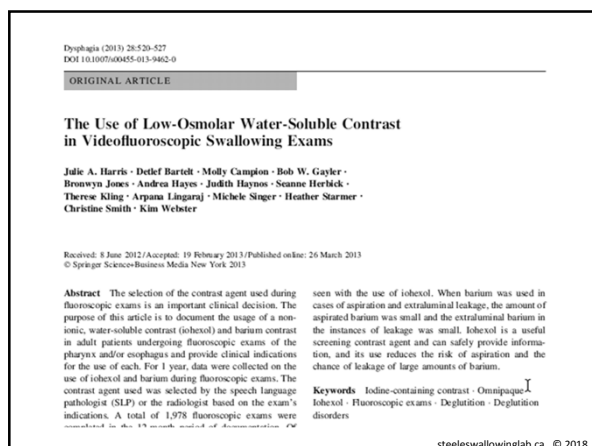 Dysphagia (2013) 28:520–527
DOI 10.1007/s00455-013-9462-0
ORIGINAL ARTICLE
The Use of Low-Osmolar Water-Soluble Contrast
in Videofluoroscopic Swallowing Exams
Julie A. Harris · Detlef Bartelt · Molly Campion · Bob W. Gayler ·
Bronwyn Jones · Andrea Hayes · Judith Haynos · Seanne Herbick ·
Therese Kling · Arpana Lingaraj · Michele Singer · Heather Starmer ·
Christine Smith · Kim Webster
Received: 8 June 2012 / Accepted: 19 February 2013 / Published online: 26 March 2013
© Springer Science+Business Media New York 2013
Abstract The selection of the contrast agent used during
fluoroscopic exams is an important clinical decision. The
purpose of this article is to document the usage of a non-
ionic, water-soluble contrast (iohexol) and barium contrast
in adult patients undergoing fluoroscopic exams of the
pharynx and/or esophagus and provide clinical indications
for the use of each. For 1 year, data were collected on the
use of iohexol and barium during fluoroscopic exams. The
contrast agent used was selected by the speech language
pathologist (SLP) or the radiologist based on the exam's
indications. A total of 1,978 fluoroscopic exams were
completed in the 12-month period of documentation. Of
seen with the use of iohexol. When barium was used in
cases of aspiration and extraluminal leakage, the amount of
aspirated barium was small and the extraluminal barium in
the instances of leakage was small. Iohexol is a useful
screening contrast agent and can safely provide informa-
tion, and its use reduces the risk of aspiration and the
chance of leakage of large amounts of barium.
Keywords Iodine-containing contrast · Omnipaque ·
Iohexol · Fluoroscopic exams · Deglutition · Deglutition
disorders
steeleswallowinglab.ca © 2018